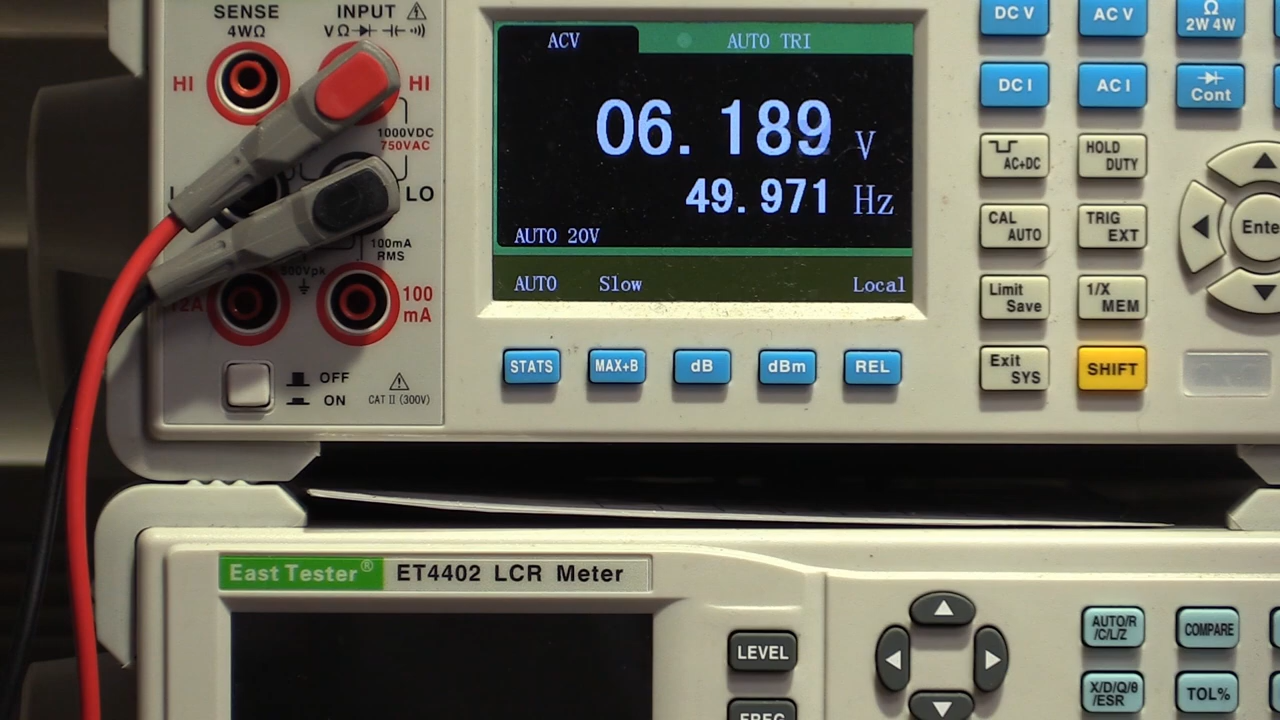 SENSE
4WΩ
INPUT
VΩ
HI
HI
1000VDC
750VAC
LO
100mA
RMS
500Vpk
12A
100
mA
OFF
ON
CAT II (300V)
ACV
AUTO TRI
06.189 V
49.971 Hz
AUTO 20V
AUTO Slow Local
STATS
MAX+B
dB
dBm
REL
DC V
AC V
Ω
2W 4W
DC I
AC I
Cont
AC+DC
HOLD
DUTY
CAL
AUTO
TRIG
EXT
Limit
Save
1/X
MEM
Exit
SYS
SHIFT
East Tester®
ET4402 LCR Meter
LEVEL
AUTO/R
/C/L/Z
COMPARE
X/D/Q/θ
/ESR
TOL%
FREQ